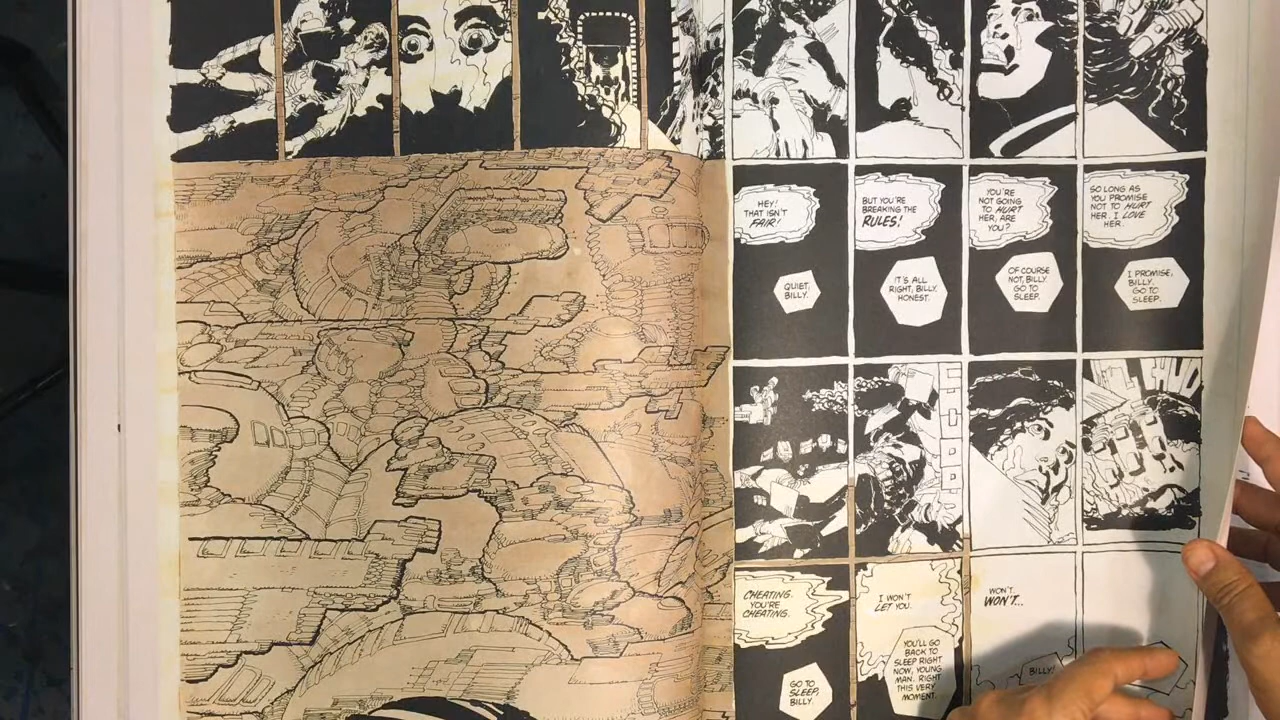 HEY!
THAT ISN'T
FAIR!
QUIET,
BILLY.
BUT YOU'RE
BREAKING THE
RULES!
IT'S ALL
RIGHT, BILLY.
HONEST.
YOU'RE
NOT GOING
TO HURT
HER, ARE
YOU?
OF COURSE
NOT, BILLY.
GO TO
SLEEP.
SO LONG AS
YOU PROMISE
NOT TO HURT
HER. I LOVE
HER.
I PROMISE,
BILLY.
GO TO
SLEEP.
THUD
CHEATING.
YOU'RE
CHEATING.
GO TO
SLEEP,
BILLY.
I WON'T
LET YOU.
YOU'LL GO
BACK TO
SLEEP RIGHT
NOW, YOUNG
MAN. RIGHT
THIS VERY
MOMENT.
WON'T.
WON'T...
BILLY!